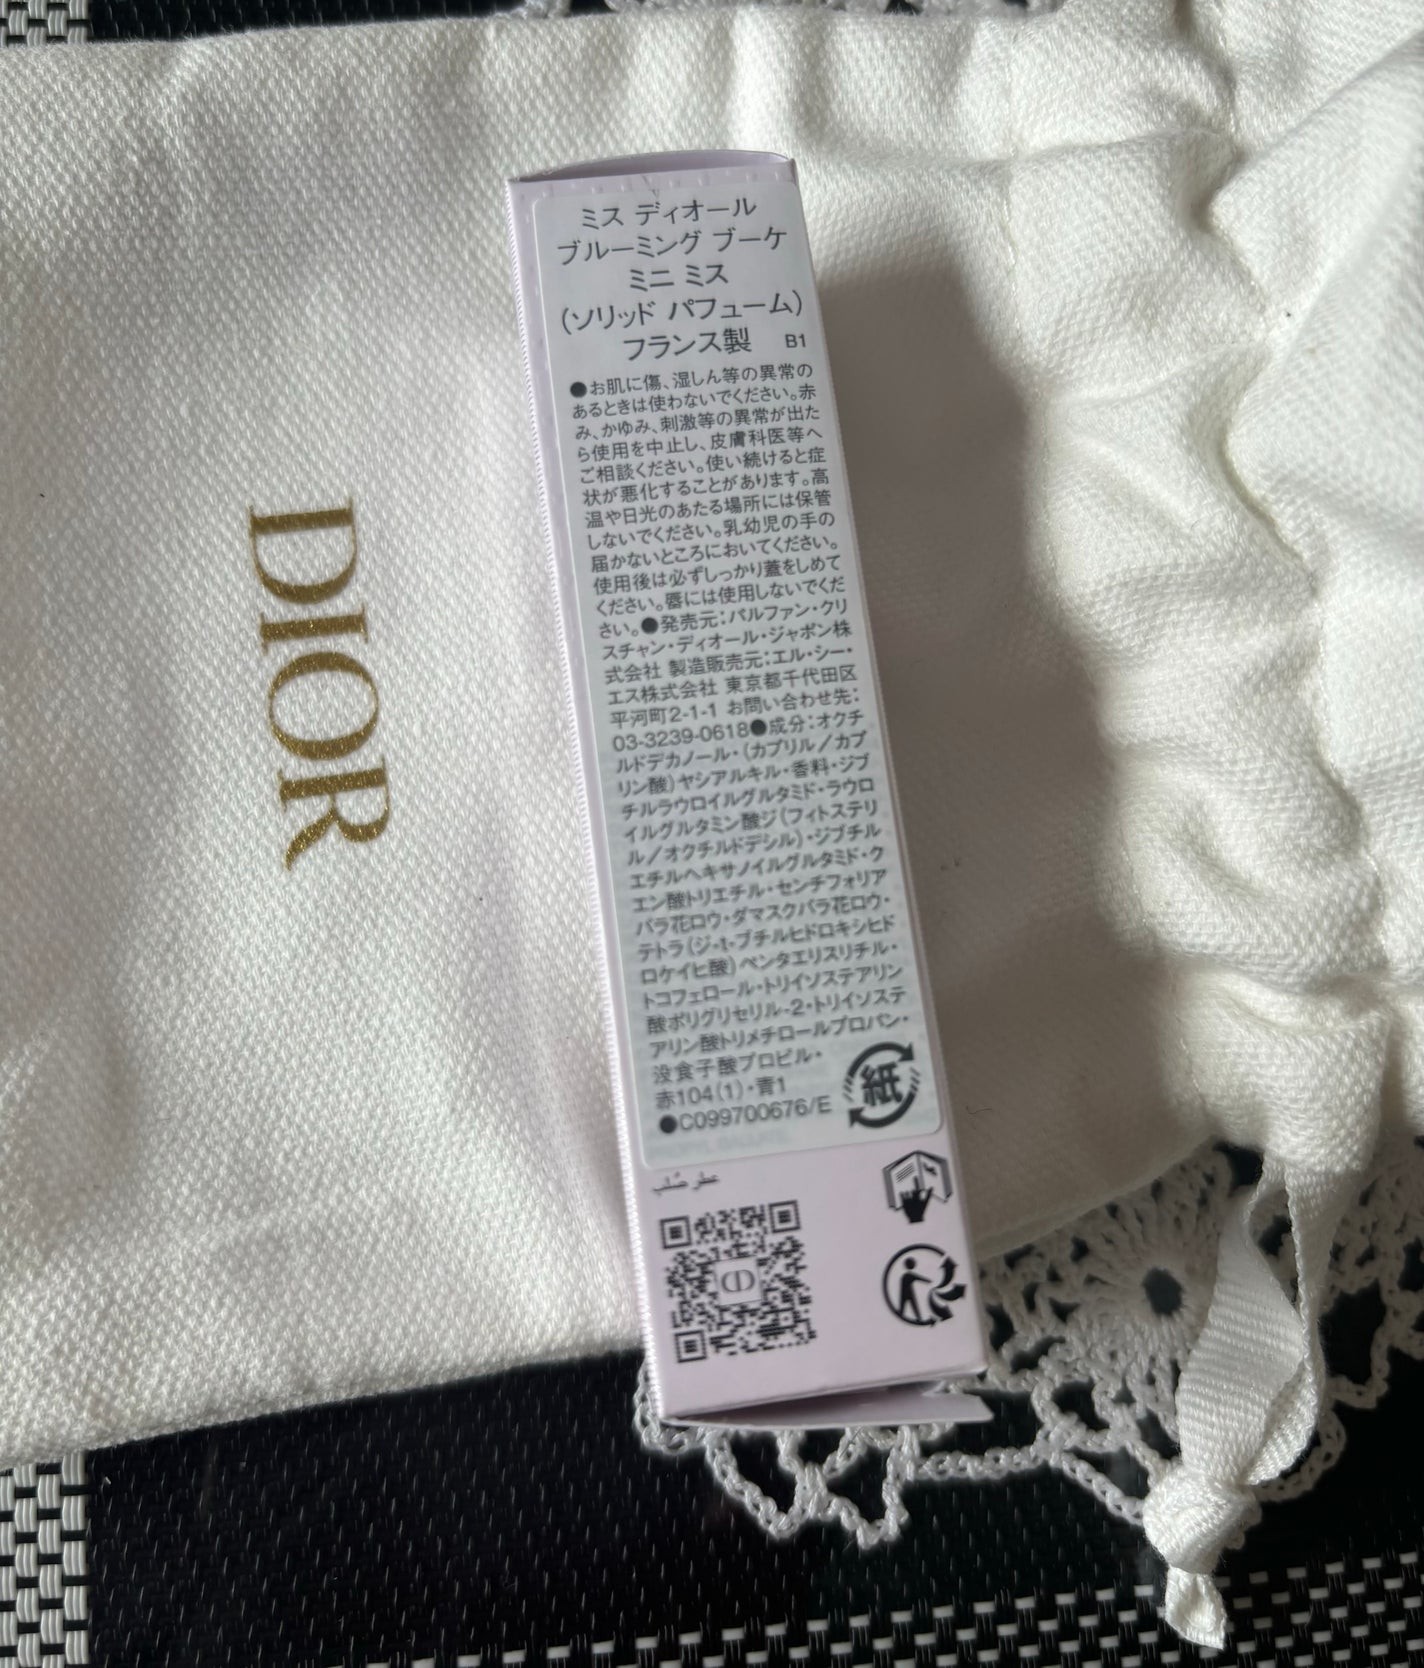 DIOR
ミス ディオール
ブルーミング ブーケ
ミニ ミス
(ソリッド パフューム)
フランス製 B1
●お肌に傷、湿しん等の異常の
あるときは使わないでください。赤
み、かゆみ、刺激等の異常が出た
ら使用を中止し、皮膚科医等へ
ご相談ください。使い続けると症
状が悪化することがあります。高
温や日光のあたる場所には保管
しないでください。乳幼児の手の
届かないところにおいてください。
使用後は必ずしっかり蓋をしめて
ください。唇には使用しないでくだ
さい。●発売元:パルファン・クリ
スチャン・ディオール・ジャポン株
式会社 製造販売元:エル・シー・
エス株式会社 東京都千代田区
平河町2-1-1 お問い合わせ先:
03-3239-0618●成分:オクチ
ルドデカノール・(カプリル/カプ
リン酸)ヤシアルキル・香料・ジブ
チルラウロイルグルタミド・ラウロ
イルグルタミン酸ジ(フィトステリ
ル/オクチルドデシル)・ジブチル
エチルヘキサノイルグルタミド・ク
エン酸トリエチル・センチフォリア
バラ花ロウ・ダマスクバラ花ロウ・
テトラ(ジ-t-ブチルヒドロキシヒド
ロケイヒ酸)ペンタエリスリチル・
トコフェロール・トリイソステアリン
酸ポリグリセリル-2・トリイソステ
アリン酸トリメチロールプロパン・
没食子酸プロピル・
赤104(1)・青1
●C099700676/E
紙
عطر صلب